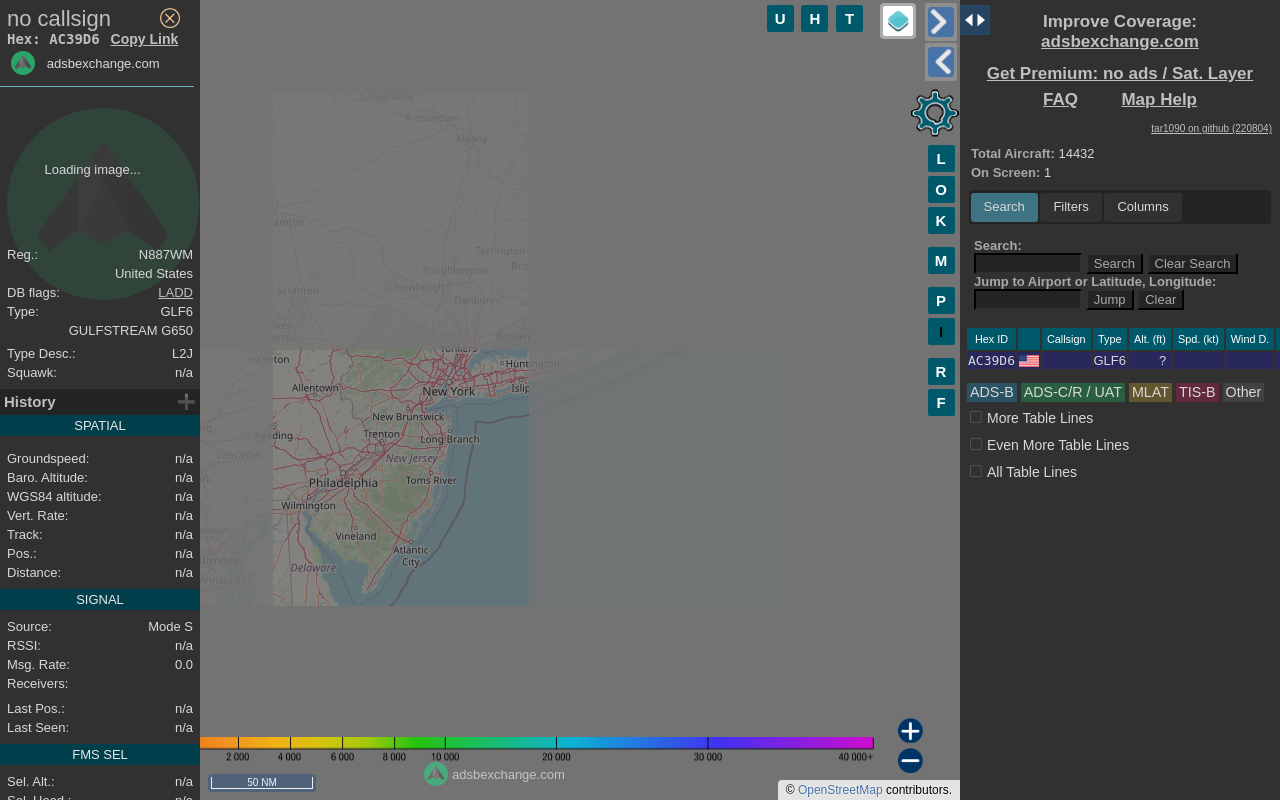 no callsign
Hex: AC39D6 Copy Link
adsbexchange.com
Loading image...
Reg.: N887WM
United States
DB flags: LADD
Type: GLF6
GULFSTREAM G650
Type Desc.: L2J
Squawk: n/a
History
SPATIAL
Groundspeed: n/a
Baro. Altitude: n/a
WGS84 altitude: n/a
Vert. Rate: n/a
Track: n/a
Pos.: n/a
Distance: n/a
SIGNAL
Source: Mode S
RSSI: n/a
Msg. Rate: 0.0
Receivers:
Last Pos.: n/a
Last Seen: n/a
FMS SEL
Sel. Alt.: n/a
U H T
L
O
K
M
P
I
R
F
Gloversville
Amsterdam
Albany
Torrington
Poughkeepsie
Newburgh
Scranton
Danbury
Hazleton
Yonkers
Allentown
New York
New Brunswick
Trenton
Long Branch
New Jersey
Lancaster
Philadelphia
Toms River
Wilmington
Vineland
Atlantic
City
Delaware
Annapolis
2 000 4 000 6 000 8 000 10 000 20 000 30 000 40 000+
adsbexchange.com
50 NM
© OpenStreetMap contributors.
Improve Coverage:
adsbexchange.com
Get Premium: no ads / Sat. Layer
FAQ Map Help
tar1090 on github (220804)
Total Aircraft: 14432
On Screen: 1
Search Filters Columns
Search:
Search Clear Search
Jump to Airport or Latitude, Longitude:
Jump Clear
Hex ID Callsign Type Alt. (ft) Spd. (kt) Wind D.
AC39D6 GLF6 ?
ADS-B ADS-C/R / UAT MLAT TIS-B Other
More Table Lines
Even More Table Lines
All Table Lines